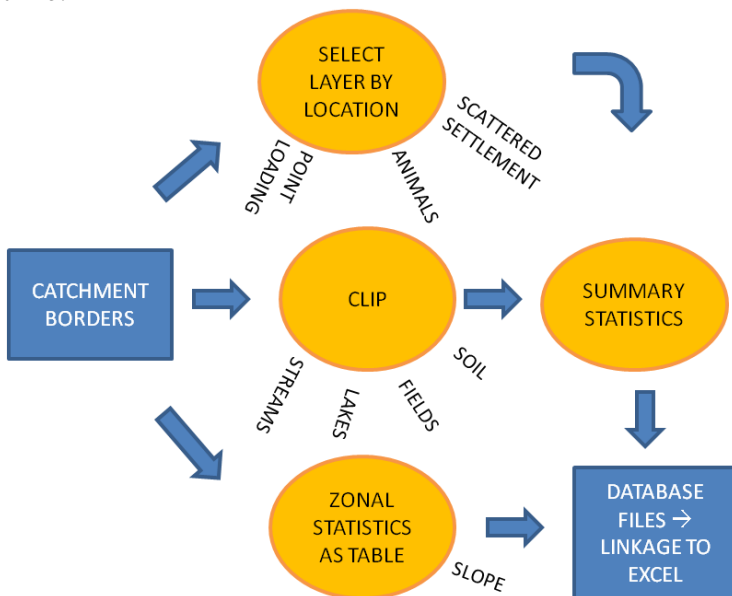 SELECT
LAYER BY
LOCATION
POINT
LOADING
ANIMALS
SCATTERED
SETTLEMENT
CATCHMENT
BORDERS
CLIP
SUMMARY
STATISTICS
STREAMS
LAKES
FIELDS
SOIL
ZONAL
STATISTICS
AS TABLE
SLOPE
DATABASE
FILES →
LINKAGE TO
EXCEL